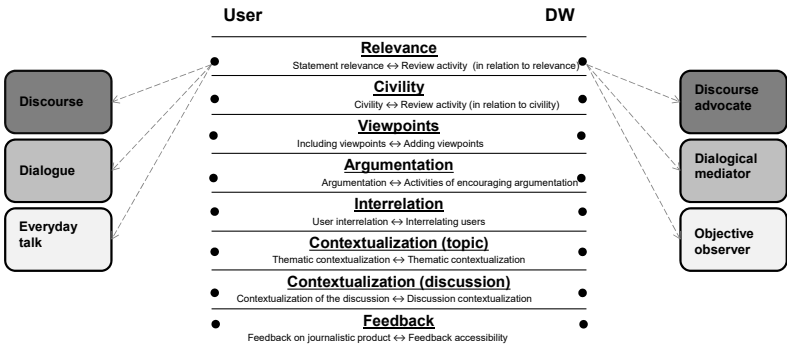 User DW
Relevance
Statement relevance ↔ Review activity (in relation to relevance)
Civility
Civility ↔ Review activity (in relation to civility)
Viewpoints
Including viewpoints ↔ Adding viewpoints
Argumentation
Argumentation ↔ Activities of encouraging argumentation
Interrelation
User interrelation ↔ Interrelating users
Contextualization (topic)
Thematic contextualization ↔ Thematic contextualization
Contextualization (discussion)
Contextualization of the discussion ↔ Discussion contextualization
Feedback
Feedback on journalistic product ↔ Feedback accessibility
Discourse
Dialogue
Everyday
talk
Discourse
advocate
Dialogical
mediator
Objective
observer